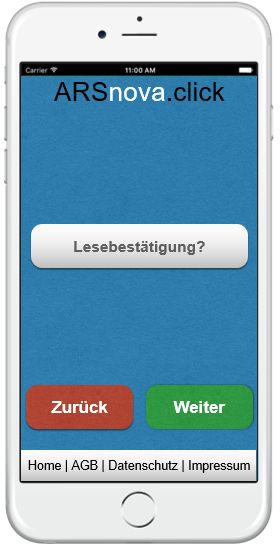 Carrier 11:00 AM
ARSnova.click
Lesebestätigung?
Zurück Weiter
Home | AGB | Datenschutz | Impressum